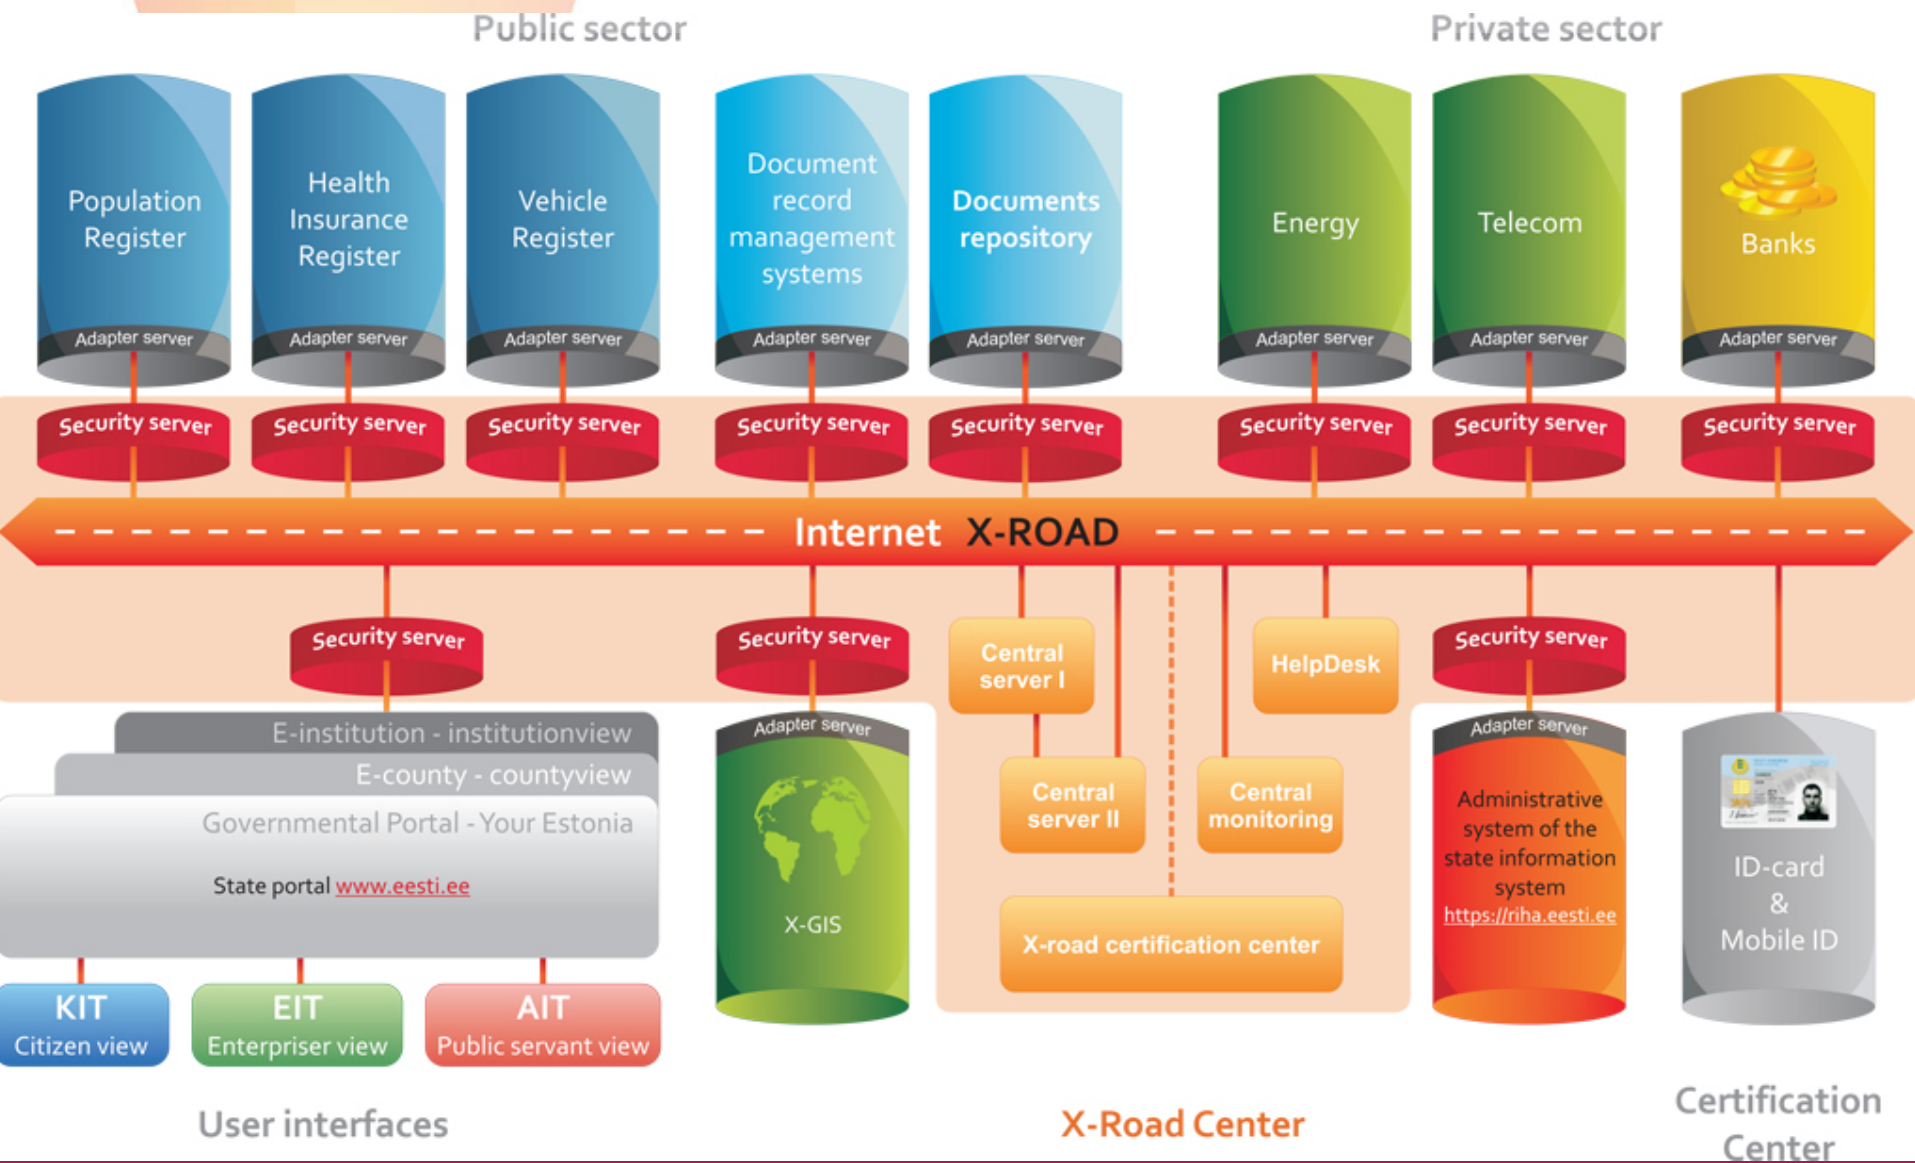 Public sector
Private sector
Population
Register
Health
Insurance
Register
Vehicle
Register
Document
record
management
systems
Documents
repository
Energy
Telecom
Banks
Adapter server
Adapter server
Adapter server
Adapter server
Adapter server
Adapter server
Adapter server
Adapter server
Security server
Security server
Security server
Security server
Security server
Security server
Security server
Security server
Internet X-ROAD
Security server
Security server
Security server
Central
server I
HelpDesk
E-institution - institutionview
E-county - countyview
Governmental Portal - Your Estonia
State portal www.eesti.ee
Adapter server
X-GIS
Central
server II
Central
monitoring
X-road certification center
Adapter server
Administrative
system of the
state information
system
https://riha.eesti.ee
ID-card
&
Mobile ID
KIT
Citizen view
EIT
Enterpriser view
AIT
Public servant view
User interfaces
X-Road Center
Certification
Center